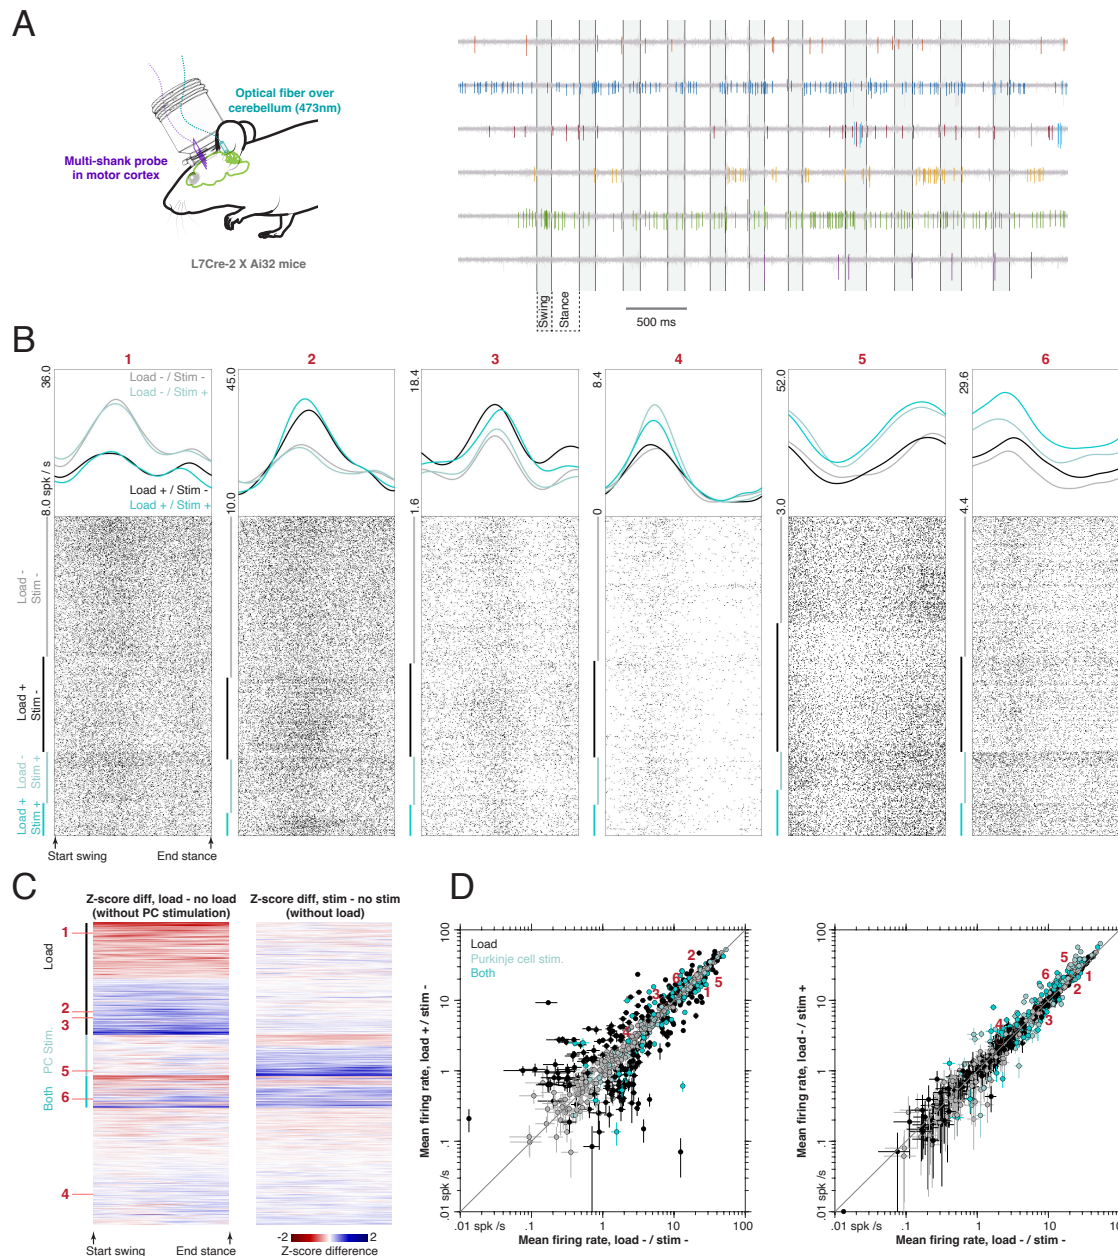 A
Optical fiber over
cerebellum (473nm)
Multi-shank probe
in motor cortex
L7Cre-2 X Ai32 mice
Swing
Stance
500 ms
B
1
2
3
4
5
6
36.0
8.0 spk / s
45.0
10.0
18.4
1.6
8.4
0
52.0
3.0
29.6
4.4
Load - / Stim -
Load - / Stim +
Load + / Stim -
Load + / Stim +
Load -
Stim -
Load +
Stim -
Load -
Stim +
Load +
Stim +
Start swing
End stance
C
Z-score diff, load - no load
(without PC stimulation)
Z-score diff, stim - no stim
(without load)
Load
PC Stim.
Both
1
2
3
5
6
4
Start swing
End stance
-2
2
Z-score difference
D
Load
Purkinje cell stim.
Both
Mean firing rate, load + / stim -
100
10
1
.1
.01 spk /s
2
6
3
5
1
4
.01 spk /s
.1
1
10
100
Mean firing rate, load - / stim -
Mean firing rate, load - / stim +
100
10
1
.1
.01 spk /s
5
6
1
2
4
3
.01 spk /s
.1
1
10
Mean firing rate, load - / stim -